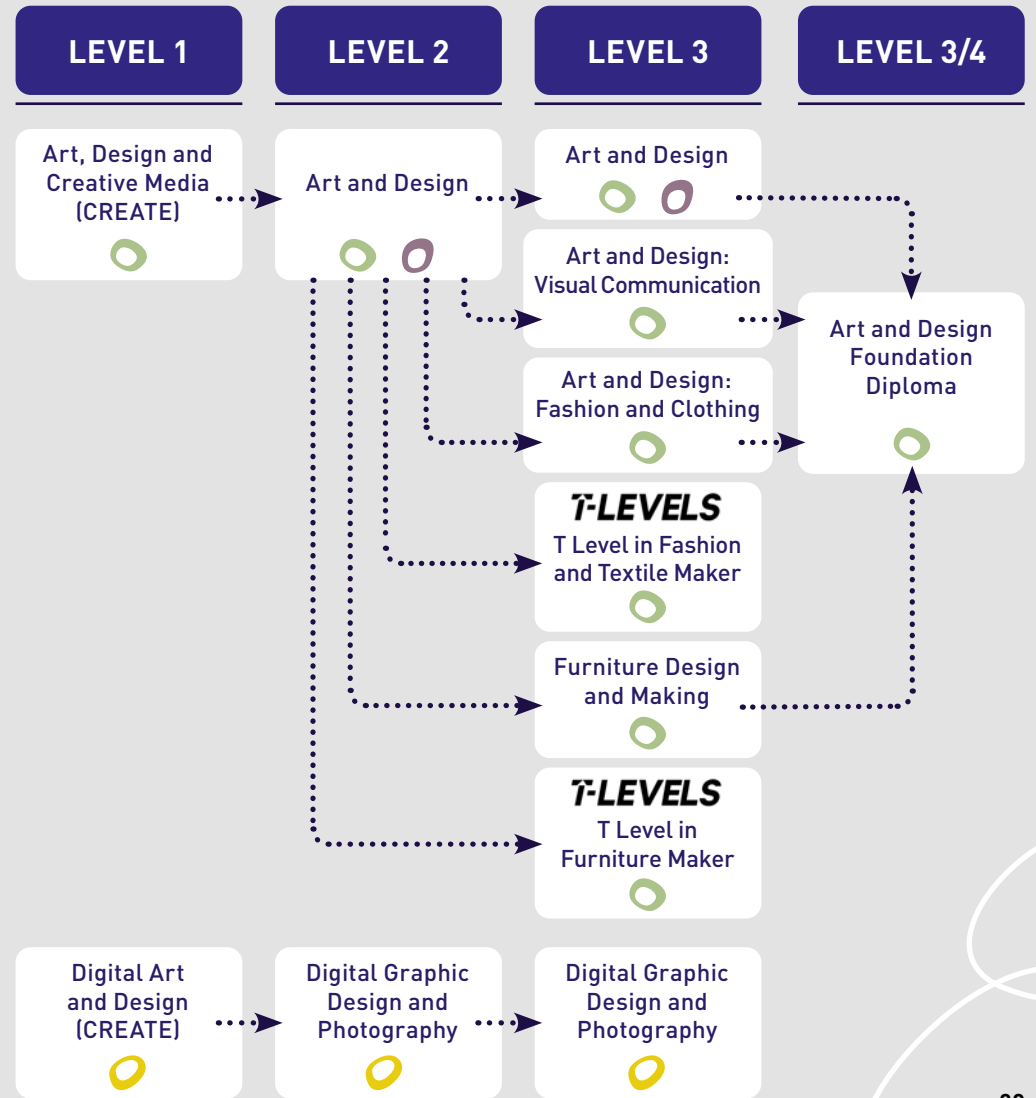 LEVEL 1
LEVEL 2
LEVEL 3
LEVEL 3/4
Art, Design and
Creative Media
(CREATE)
Art and Design
Art and Design
Art and Design:
Visual Communication
Art and Design:
Fashion and Clothing
T-LEVELS
T Level in Fashion
and Textile Maker
Furniture Design
and Making
T-LEVELS
T Level in
Furniture Maker
Art and Design
Foundation
Diploma
Digital Art
and Design
(CREATE)
Digital Graphic
Design and
Photography
Digital Graphic
Design and
Photography